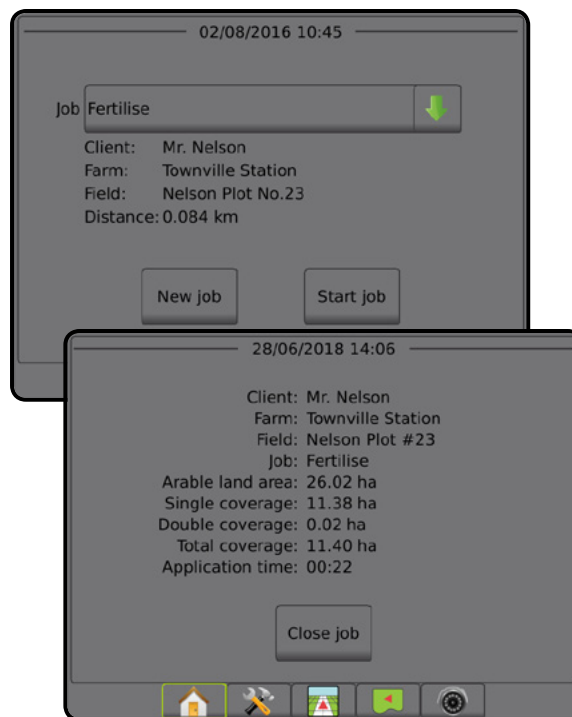 02/08/2016 10:45
Job Fertilise
Client: Mr. Nelson
Farm: Townville Station
Field: Nelson Plot No.23
Distance: 0.084 km
New job Start job
28/06/2018 14:06
Client: Mr. Nelson
Farm: Townville Station
Field: Nelson Plot #23
Job: Fertilise
Arable land area: 26.02 ha
Single coverage: 11.38 ha
Double coverage: 0.02 ha
Total coverage: 11.40 ha
Application time: 00:22
Close job